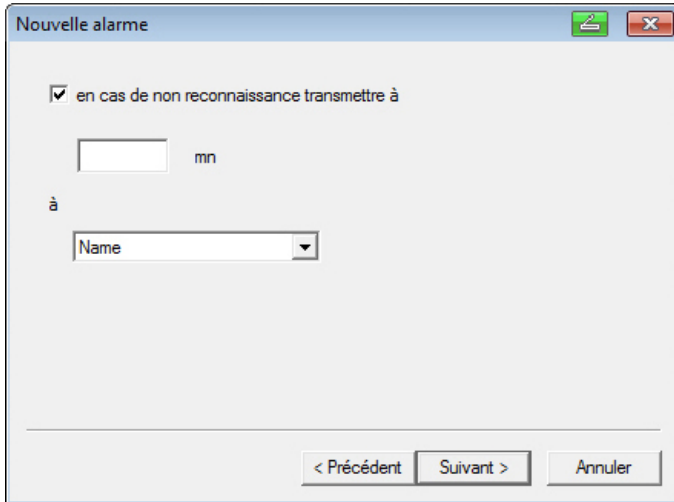 Nouvelle alarme
en cas de non reconnaissance transmettre à
mn
à
Name
< Précédent Suivant > Annuler